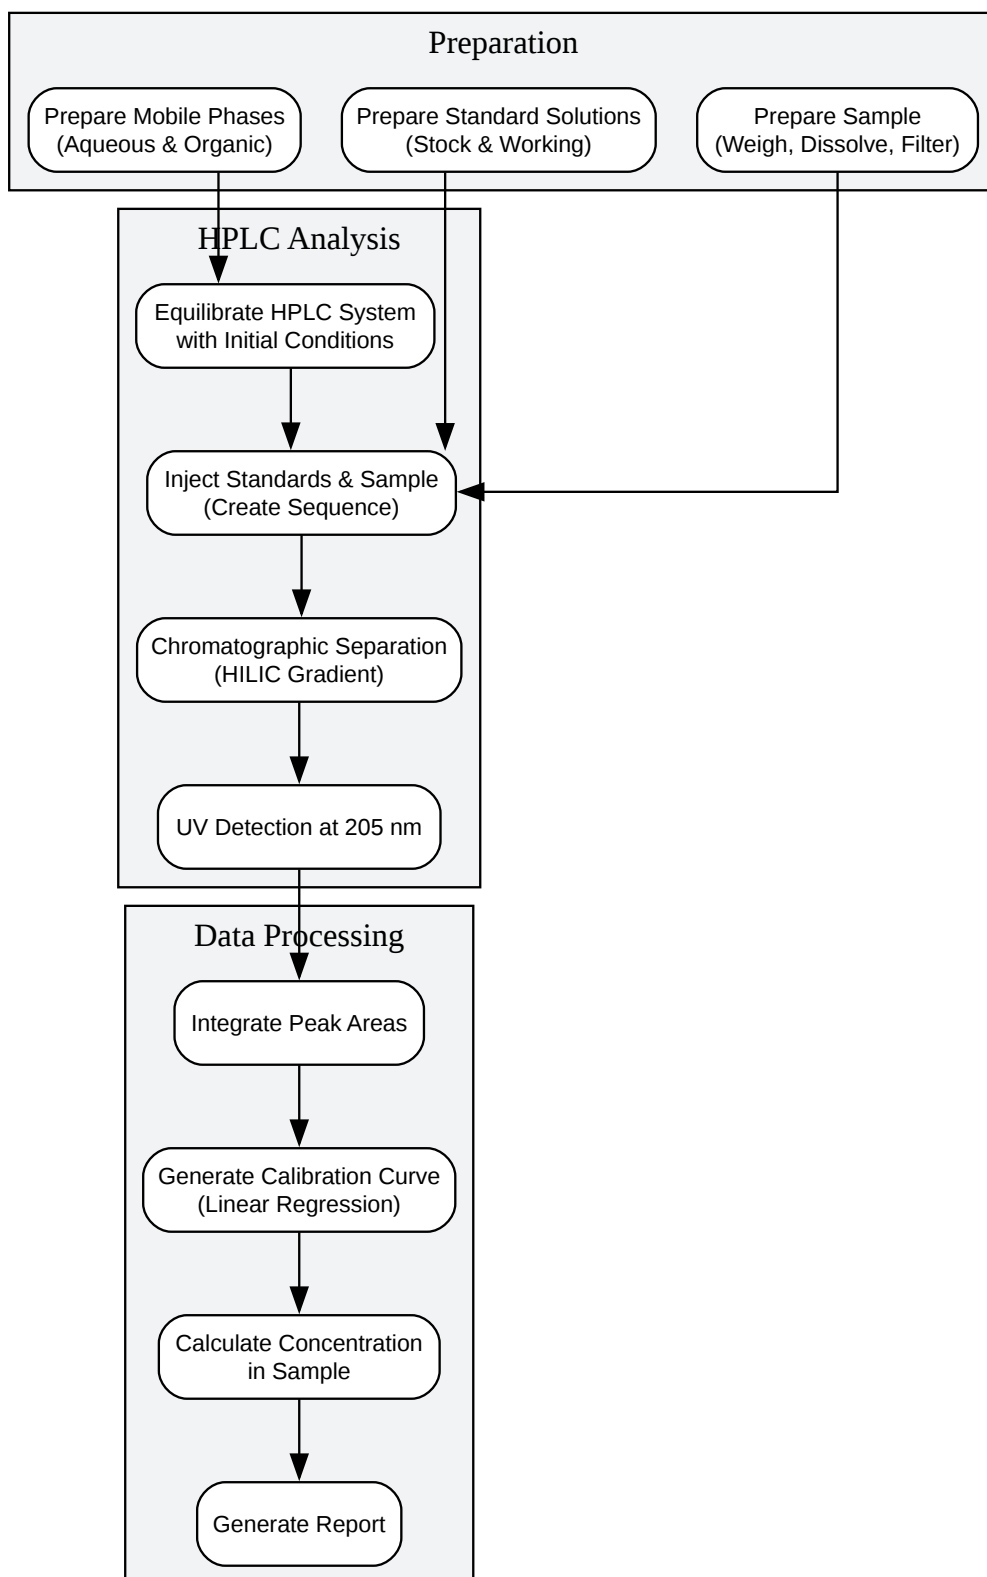 Preparation
Prepare Mobile Phases
(Aqueous & Organic)
Prepare Standard Solutions
(Stock & Working)
Prepare Sample
(Weigh, Dissolve, Filter)
HPLC Analysis
Equilibrate HPLC System
with Initial Conditions
Inject Standards & Sample
(Create Sequence)
Chromatographic Separation
(HILIC Gradient)
UV Detection at 205 nm
Data Processing
Integrate Peak Areas
Generate Calibration Curve
(Linear Regression)
Calculate Concentration
in Sample
Generate Report